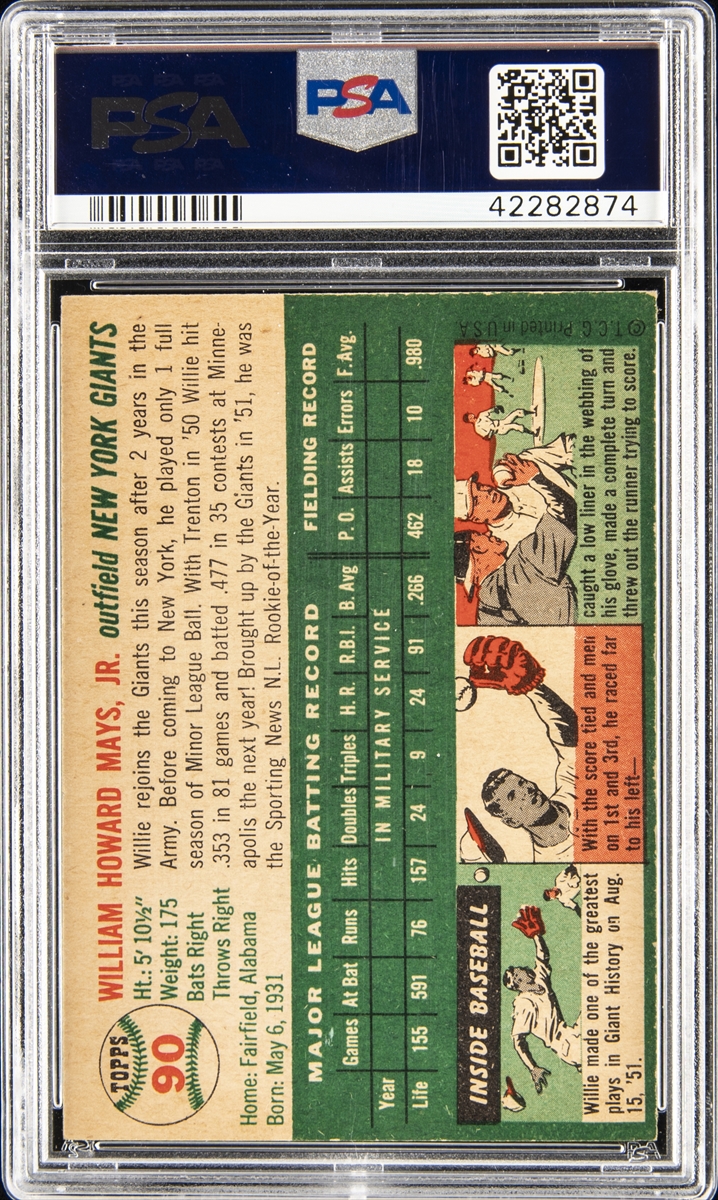 PSA PSA PSA
PSA
PSA PSA PSA
PSA
42282874
TOPPS
90
WILLIAM HOWARD MAYS, JR. outfield NEW YORK GIANTS
Ht.: 5' 10½"
Weight: 175
Bats Right
Throws Right
Home: Fairfield, Alabama
Born: May 6, 1931
Willie rejoins the Giants this season after 2 years in the
Army. Before coming to New York, he played only 1 full
season of Minor League Ball. With Trenton in '50 Willie hit
.353 in 81 games and batted .477 in 35 contests at Minne-
apolis the next year! Brought up by the Giants in '51, he was
the Sporting News N.L. Rookie-of-the-Year.
MAJOR LEAGUE BATTING RECORD FIELDING RECORD
Games At Bat Runs Hits Doubles Triples H.R. R.B.I. B. Avg P. O. Assists Errors F. Avg.
Year IN MILITARY SERVICE
Life 155 591 76 157 24 9 24 91 .266 462 18 10 .980
INSIDE BASEBALL
Willie made one of the greatest
plays in Giant History on Aug.
15, '51.
With the score tied and men
on 1st and 3rd, he raced far
to his left—
caught a low liner in the webbing of
his glove, made a complete turn and
threw out the runner trying to score.
© T.C.G. Printed in U S A